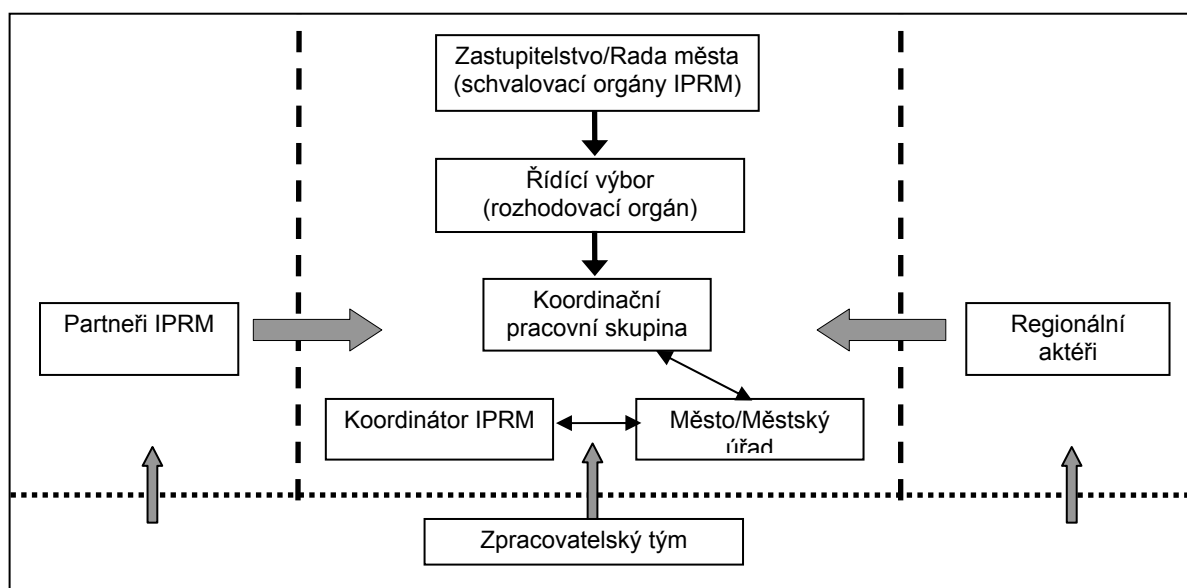 Zastupitelstvo/Rada města
(schvalovací orgány IPRM)
Řídící výbor
(rozhodovací orgán)
Koordinační
pracovní skupina
Partneři IPRM
Regionální
aktéři
Koordinátor IPRM
Město/Městský
úřad
Zpracovatelský tým